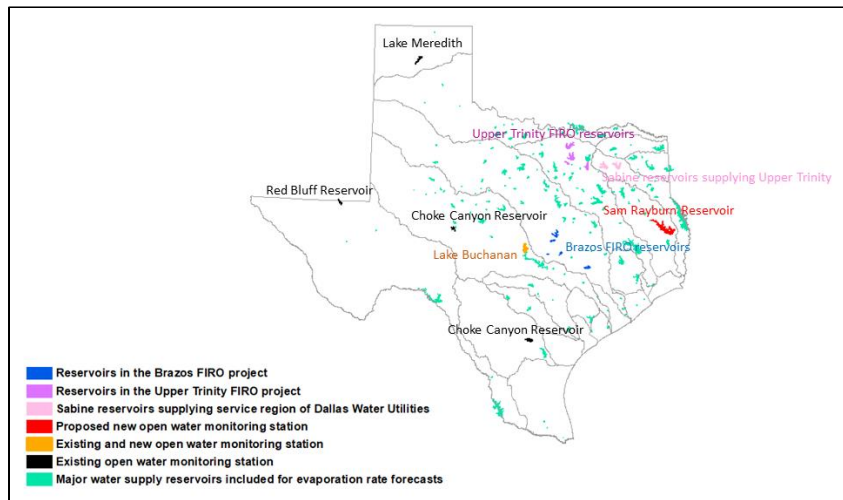 Lake Meredith
Upper Trinity FIRO reservoirs
Sabine reservoirs supplying Upper Trinity
Red Bluff Reservoir
Choke Canyon Reservoir
Sam Rayburn Reservoir
Lake Buchanan
Brazos FIRO reservoirs
Choke Canyon Reservoir
Reservoirs in the Brazos FIRO project
Reservoirs in the Upper Trinity FIRO project
Sabine reservoirs supplying service region of Dallas Water Utilities
Proposed new open water monitoring station
Existing and new open water monitoring station
Existing open water monitoring station
Major water supply reservoirs included for evaporation rate forecasts